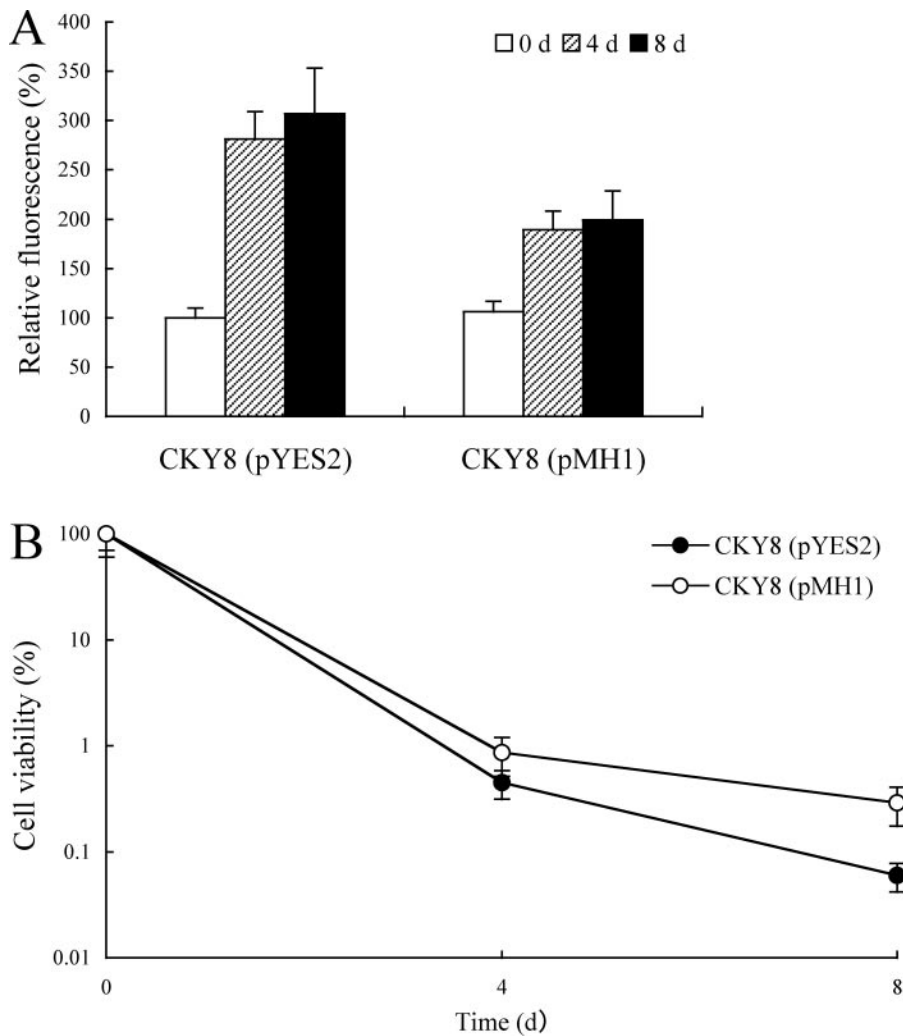 A
400
350
300
250
200
150
100
50
0
Relative fluorescence (%)
0 d 4 d 8 d
CKY8 (pYES2) CKY8 (pMH1)
B
100
10
1
0.1
0.01
Cell viability (%)
CKY8 (pYES2)
CKY8 (pMH1)
0 4 8
Time (d)